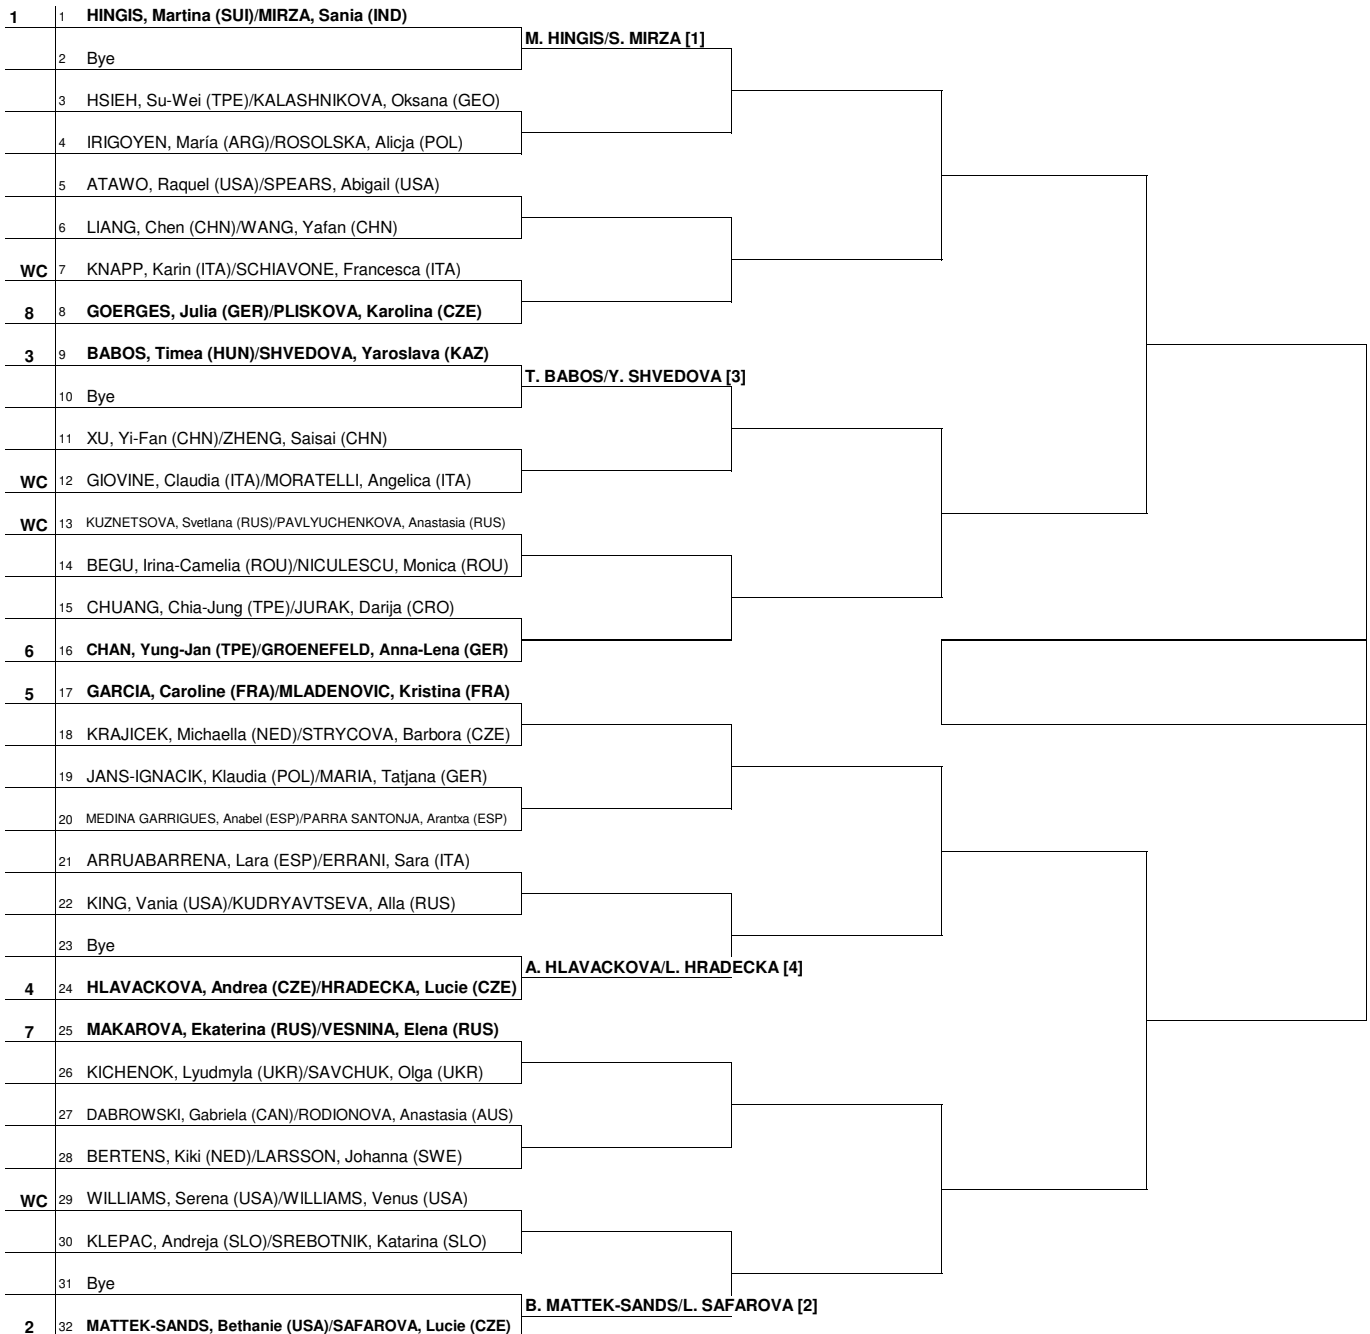 1 1 HINGIS, Martina (SUI)/MIRZA, Sania (IND)
M. HINGIS/S. MIRZA [1]
2 Bye
3 HSIEH, Su-Wei (TPE)/KALASHNIKOVA, Oksana (GEO)
4 IRIGOYEN, María (ARG)/ROSOLSKA, Alicja (POL)
5 ATAWO, Raquel (USA)/SPEARS, Abigail (USA)
6 LIANG, Chen (CHN)/WANG, Yafan (CHN)
WC 7 KNAPP, Karin (ITA)/SCHIAVONE, Francesca (ITA)
8 8 GOERGES, Julia (GER)/PLISKOVA, Karolina (CZE)
3 9 BABOS, Timea (HUN)/SHVEDOVA, Yaroslava (KAZ)
T. BABOS/Y. SHVEDOVA [3]
10 Bye
11 XU, Yi-Fan (CHN)/ZHENG, Saisai (CHN)
WC 12 GIOVINE, Claudia (ITA)/MORATELLI, Angelica (ITA)
WC 13 KUZNETSOVA, Svetlana (RUS)/PAVLYUCHENKOVA, Anastasia (RUS)
14 BEGU, Irina-Camelia (ROU)/NICULESCU, Monica (ROU)
15 CHUANG, Chia-Jung (TPE)/JURAK, Darija (CRO)
6 16 CHAN, Yung-Jan (TPE)/GROENEFELD, Anna-Lena (GER)
5 17 GARCIA, Caroline (FRA)/MLADENOVIC, Kristina (FRA)
18 KRAJICEK, Michaella (NED)/STRYCOVA, Barbora (CZE)
19 JANS-IGNACIK, Klaudia (POL)/MARIA, Tatjana (GER)
20 MEDINA GARRIGUES, Anabel (ESP)/PARRA SANTONJA, Arantxa (ESP)
21 ARRUABARRENA, Lara (ESP)/ERRANI, Sara (ITA)
22 KING, Vania (USA)/KUDRYAVTSEVA, Alla (RUS)
23 Bye
A. HLAVACKOVA/L. HRADECKA [4]
4 24 HLAVACKOVA, Andrea (CZE)/HRADECKA, Lucie (CZE)
7 25 MAKAROVA, Ekaterina (RUS)/VESNINA, Elena (RUS)
26 KICHENOK, Lyudmyla (UKR)/SAVCHUK, Olga (UKR)
27 DABROWSKI, Gabriela (CAN)/RODIONOVA, Anastasia (AUS)
28 BERTENS, Kiki (NED)/LARSSON, Johanna (SWE)
WC 29 WILLIAMS, Serena (USA)/WILLIAMS, Venus (USA)
30 KLEPAC, Andreja (SLO)/SREBOTNIK, Katarina (SLO)
31 Bye
B. MATTEK-SANDS/L. SAFAROVA [2]
2 32 MATTEK-SANDS, Bethanie (USA)/SAFAROVA, Lucie (CZE)